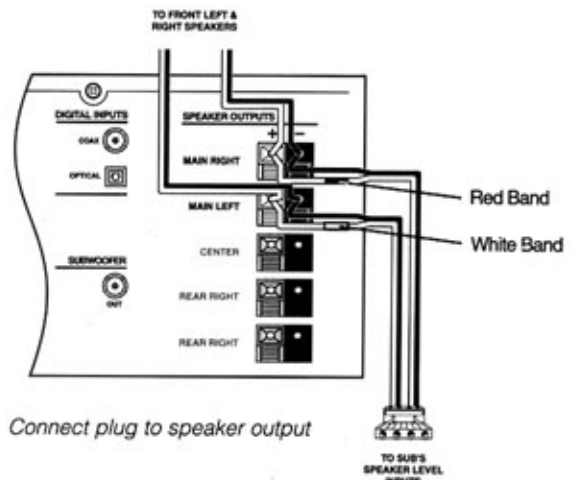 TO FRONT LEFT &
RIGHT SPEAKERS
DIGITAL INPUTS
COAX
OPTICAL
SPEAKER OUTPUTS
+ −
MAIN RIGHT
MAIN LEFT
CENTER
REAR RIGHT
REAR RIGHT
SUBWOOFER
OUT
Red Band
White Band
Connect plug to speaker output
TO SUB'S
SPEAKER LEVEL
INPUTS